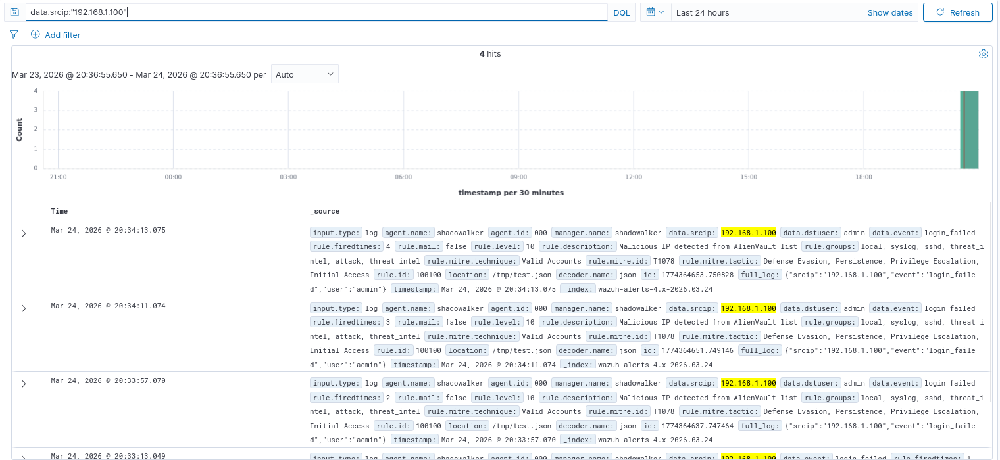 data.srcip:"192.168.1.100"
DQL
Last 24 hours
Show dates
Refresh
Add filter
4 hits
Mar 23, 2026 @ 20:36:55.650 - Mar 24, 2026 @ 20:36:55.650 per
Auto
Count
4
3
2
1
0
21:00 00:00 03:00 06:00 09:00 12:00 15:00 18:00
timestamp per 30 minutes
Time _source
Mar 24, 2026 @ 20:34:13.075
input.type: log agent.name: shadowalker agent.id: 000 manager.name: shadowalker data.srcip: 192.168.1.100 data.dstuser: admin data.event: login_failed
rule.firedtimes: 4 rule.mail: false rule.level: 10 rule.description: Malicious IP detected from AlienVault list rule.groups: local, syslog, sshd, threat_i
ntel, attack, threat_intel rule.mitre.technique: Valid Accounts rule.mitre.id: T1078 rule.mitre.tactic: Defense Evasion, Persistence, Privilege Escalation,
Initial Access rule.id: 100100 location: /tmp/test.json decoder.name: json id: 1774364653.750828 full_log: {"srcip":"192.168.1.100","event":"login_faile
d","user":"admin"} timestamp: Mar 24, 2026 @ 20:34:13.075 _index: wazuh-alerts-4.x-2026.03.24
Mar 24, 2026 @ 20:34:11.074
input.type: log agent.name: shadowalker agent.id: 000 manager.name: shadowalker data.srcip: 192.168.1.100 data.dstuser: admin data.event: login_failed
rule.firedtimes: 3 rule.mail: false rule.level: 10 rule.description: Malicious IP detected from AlienVault list rule.groups: local, syslog, sshd, threat_i
ntel, attack, threat_intel rule.mitre.technique: Valid Accounts rule.mitre.id: T1078 rule.mitre.tactic: Defense Evasion, Persistence, Privilege Escalation,
Initial Access rule.id: 100100 location: /tmp/test.json decoder.name: json id: 1774364651.749146 full_log: {"srcip":"192.168.1.100","event":"login_faile
d","user":"admin"} timestamp: Mar 24, 2026 @ 20:34:11.074 _index: wazuh-alerts-4.x-2026.03.24
Mar 24, 2026 @ 20:33:57.070
input.type: log agent.name: shadowalker agent.id: 000 manager.name: shadowalker data.srcip: 192.168.1.100 data.dstuser: admin data.event: login_failed
rule.firedtimes: 2 rule.mail: false rule.level: 10 rule.description: Malicious IP detected from AlienVault list rule.groups: local, syslog, sshd, threat_i
ntel, attack, threat_intel rule.mitre.technique: Valid Accounts rule.mitre.id: T1078 rule.mitre.tactic: Defense Evasion, Persistence, Privilege Escalation,
Initial Access rule.id: 100100 location: /tmp/test.json decoder.name: json id: 1774364637.747464 full_log: {"srcip":"192.168.1.100","event":"login_faile
d","user":"admin"} timestamp: Mar 24, 2026 @ 20:33:57.070 _index: wazuh-alerts-4.x-2026.03.24
Mar 24, 2026 @ 20:33:13.049
input.type: log agent.name: shadowalker agent.id: 000 manager.name: shadowalker data.srcip: 192.168.1.100 data.event: login_failed rule.firedtimes: 1